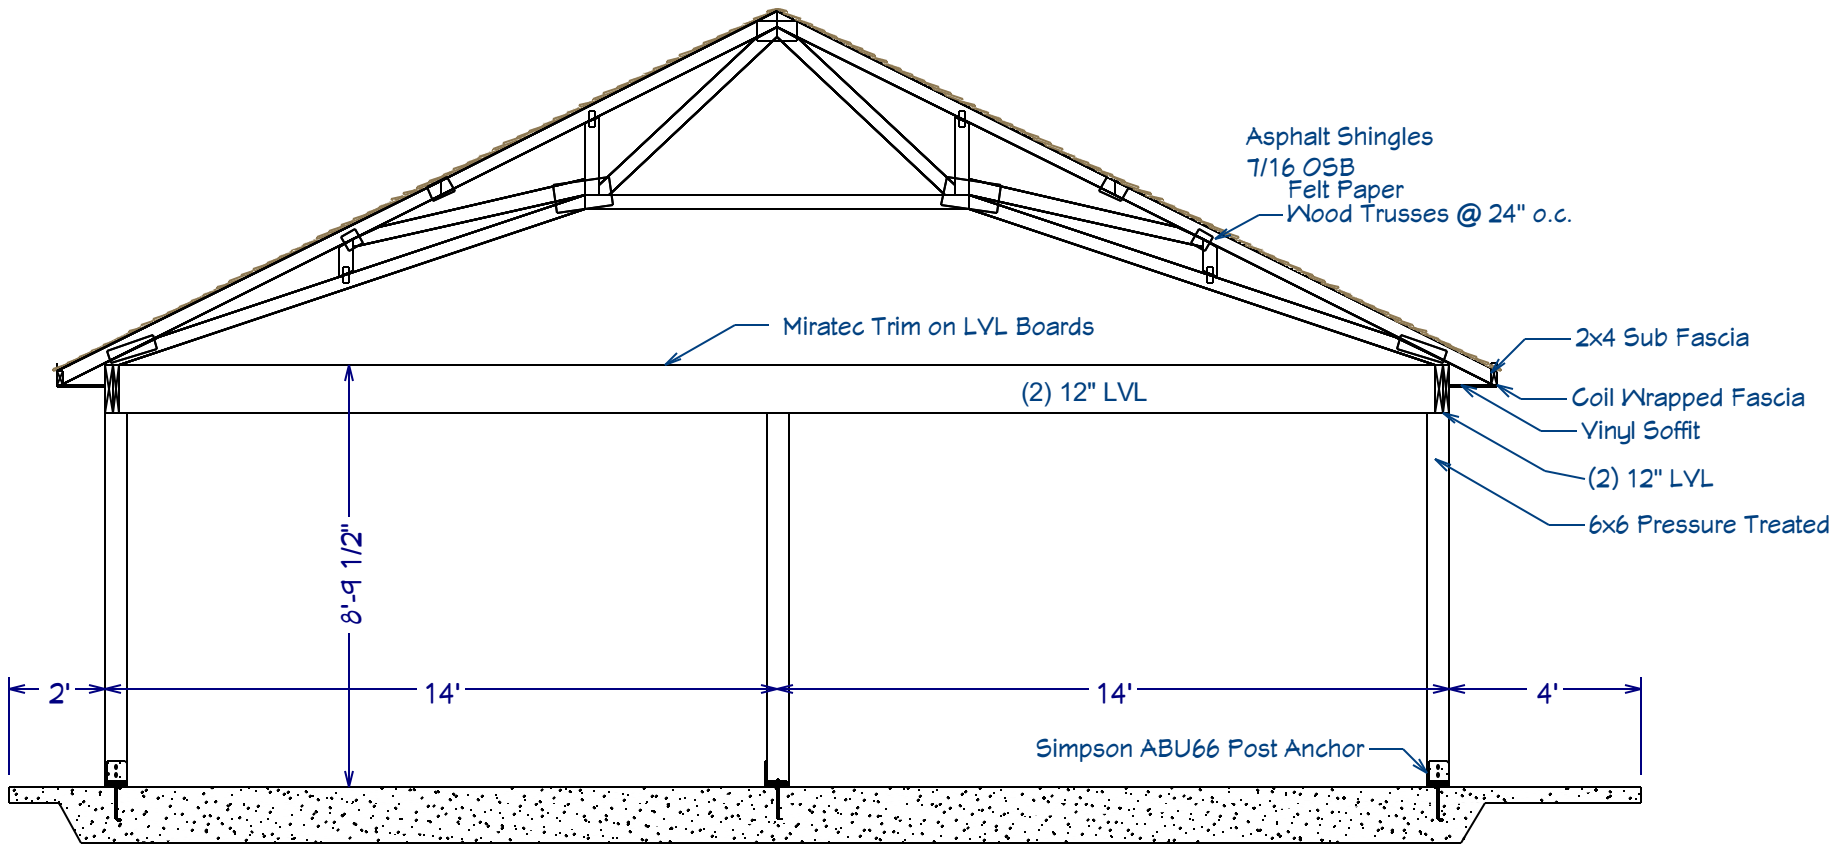 Asphalt Shingles
7/16 OSB
Felt Paper
Wood Trusses @ 24" o.c.
Miratec Trim on LVL Boards
2x4 Sub Fascia
(2) 12" LVL
Coil Wrapped Fascia
Vinyl Soffit
(2) 12" LVL
6x6 Pressure Treated
8'-9 1/2"
2'
14'
14'
4'
Simpson ABU66 Post Anchor